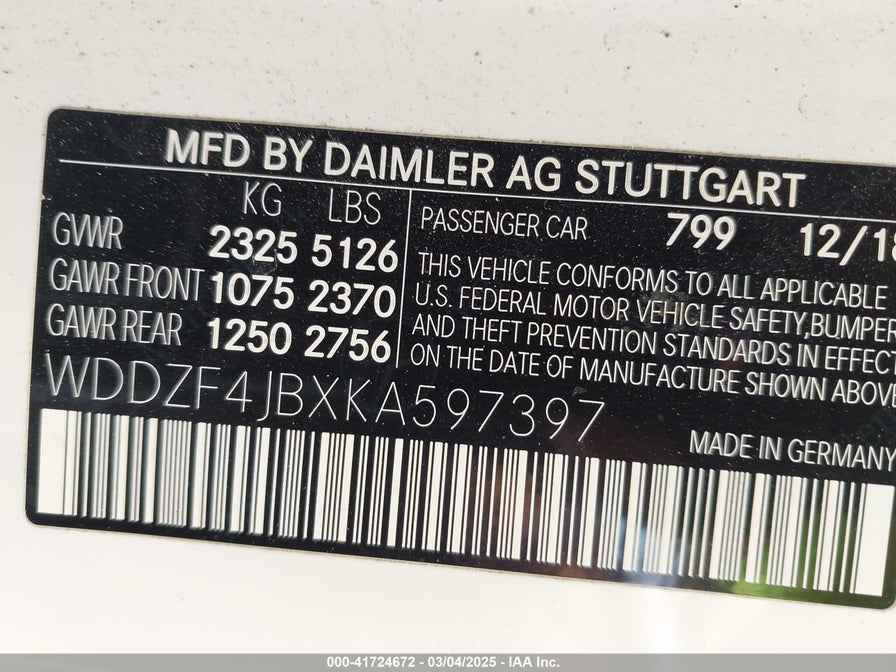 MFD BY DAIMLER AG STUTTGART
KG LBS
GVWR 2325 5126
GAWR FRONT 1075 2370
GAWR REAR 1250 2756
PASSENGER CAR 799 12/18
THIS VEHICLE CONFORMS TO ALL APPLICABLE
U.S. FEDERAL MOTOR VEHICLE SAFETY, BUMPER
AND THEFT PREVENTION STANDARDS IN EFFECT
ON THE DATE OF MANUFACTURE SHOWN ABOVE
WDDZF4JBXKA597397
MADE IN GERMANY
000-41724672 - 03/04/2025 - IAA Inc.